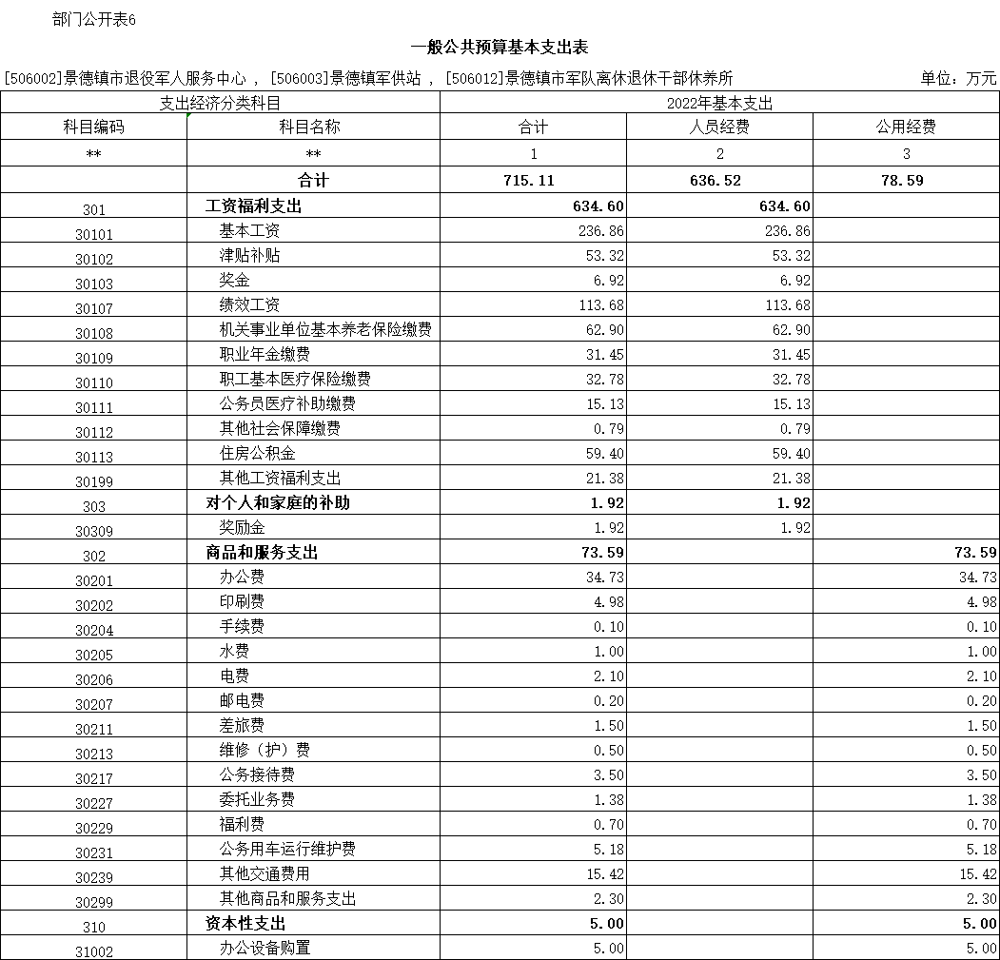 部门公开表6
一般公共预算基本支出表
[506002]景德镇市退役军人服务中心 , [506003]景德镇军供站 , [506012]景德镇市军队离休退休干部休养所 单位：万元
支出经济分类科目 2022年基本支出
科目编码 科目名称 合计 人员经费 公用经费
** ** 1 2 3
合计 715.11 636.52 78.59
301 工资福利支出 634.60 634.60
30101 基本工资 236.86 236.86
30102 津贴补贴 53.32 53.32
30103 奖金 6.92 6.92
30107 绩效工资 113.68 113.68
30108 机关事业单位基本养老保险缴费 62.90 62.90
30109 职业年金缴费 31.45 31.45
30110 职工基本医疗保险缴费 32.78 32.78
30111 公务员医疗补助缴费 15.13 15.13
30112 其他社会保障缴费 0.79 0.79
30113 住房公积金 59.40 59.40
30199 其他工资福利支出 21.38 21.38
303 对个人和家庭的补助 1.92 1.92
30309 奖励金 1.92 1.92
302 商品和服务支出 73.59 73.59
30201 办公费 34.73 34.73
30202 印刷费 4.98 4.98
30204 手续费 0.10 0.10
30205 水费 1.00 1.00
30206 电费 2.10 2.10
30207 邮电费 0.20 0.20
30211 差旅费 1.50 1.50
30213 维修（护）费 0.50 0.50
30217 公务接待费 3.50 3.50
30227 委托业务费 1.38 1.38
30229 福利费 0.70 0.70
30231 公务用车运行维护费 5.18 5.18
30239 其他交通费用 15.42 15.42
30299 其他商品和服务支出 2.30 2.30
310 资本性支出 5.00 5.00
31002 办公设备购置 5.00 5.00